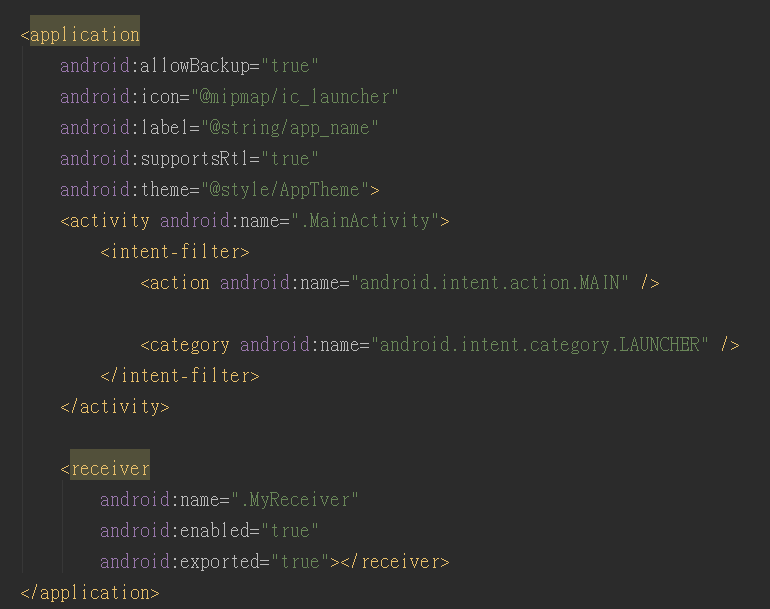 <application
android:allowBackup="true"
android:icon="@mipmap/ic_launcher"
android:label="@string/app_name"
android:supportsRtl="true"
android:theme="@style/AppTheme">
<activity android:name=".MainActivity">
<intent-filter>
<action android:name="android.intent.action.MAIN" />
<category android:name="android.intent.category.LAUNCHER" />
</intent-filter>
</activity>
<receiver
android:name=".MyReceiver"
android:enabled="true"
android:exported="true"></receiver>
</application>